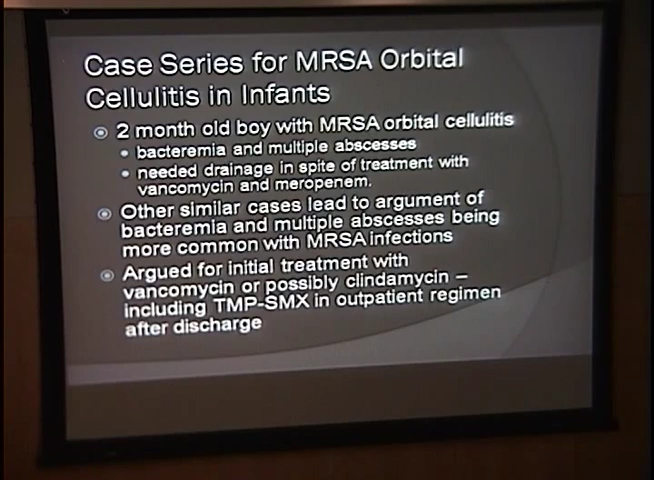 Case Series for MRSA Orbital
Cellulitis in Infants
2 month old boy with MRSA orbital cellulitis
bacteremia and multiple abscesses
needed drainage in spite of treatment with
vancomycin and meropenem.
Other similar cases lead to argument of
bacteremia and multiple abscesses being
more common with MRSA infections
Argued for initial treatment with
vancomycin or possibly clindamycin –
including TMP-SMX in outpatient regimen
after discharge